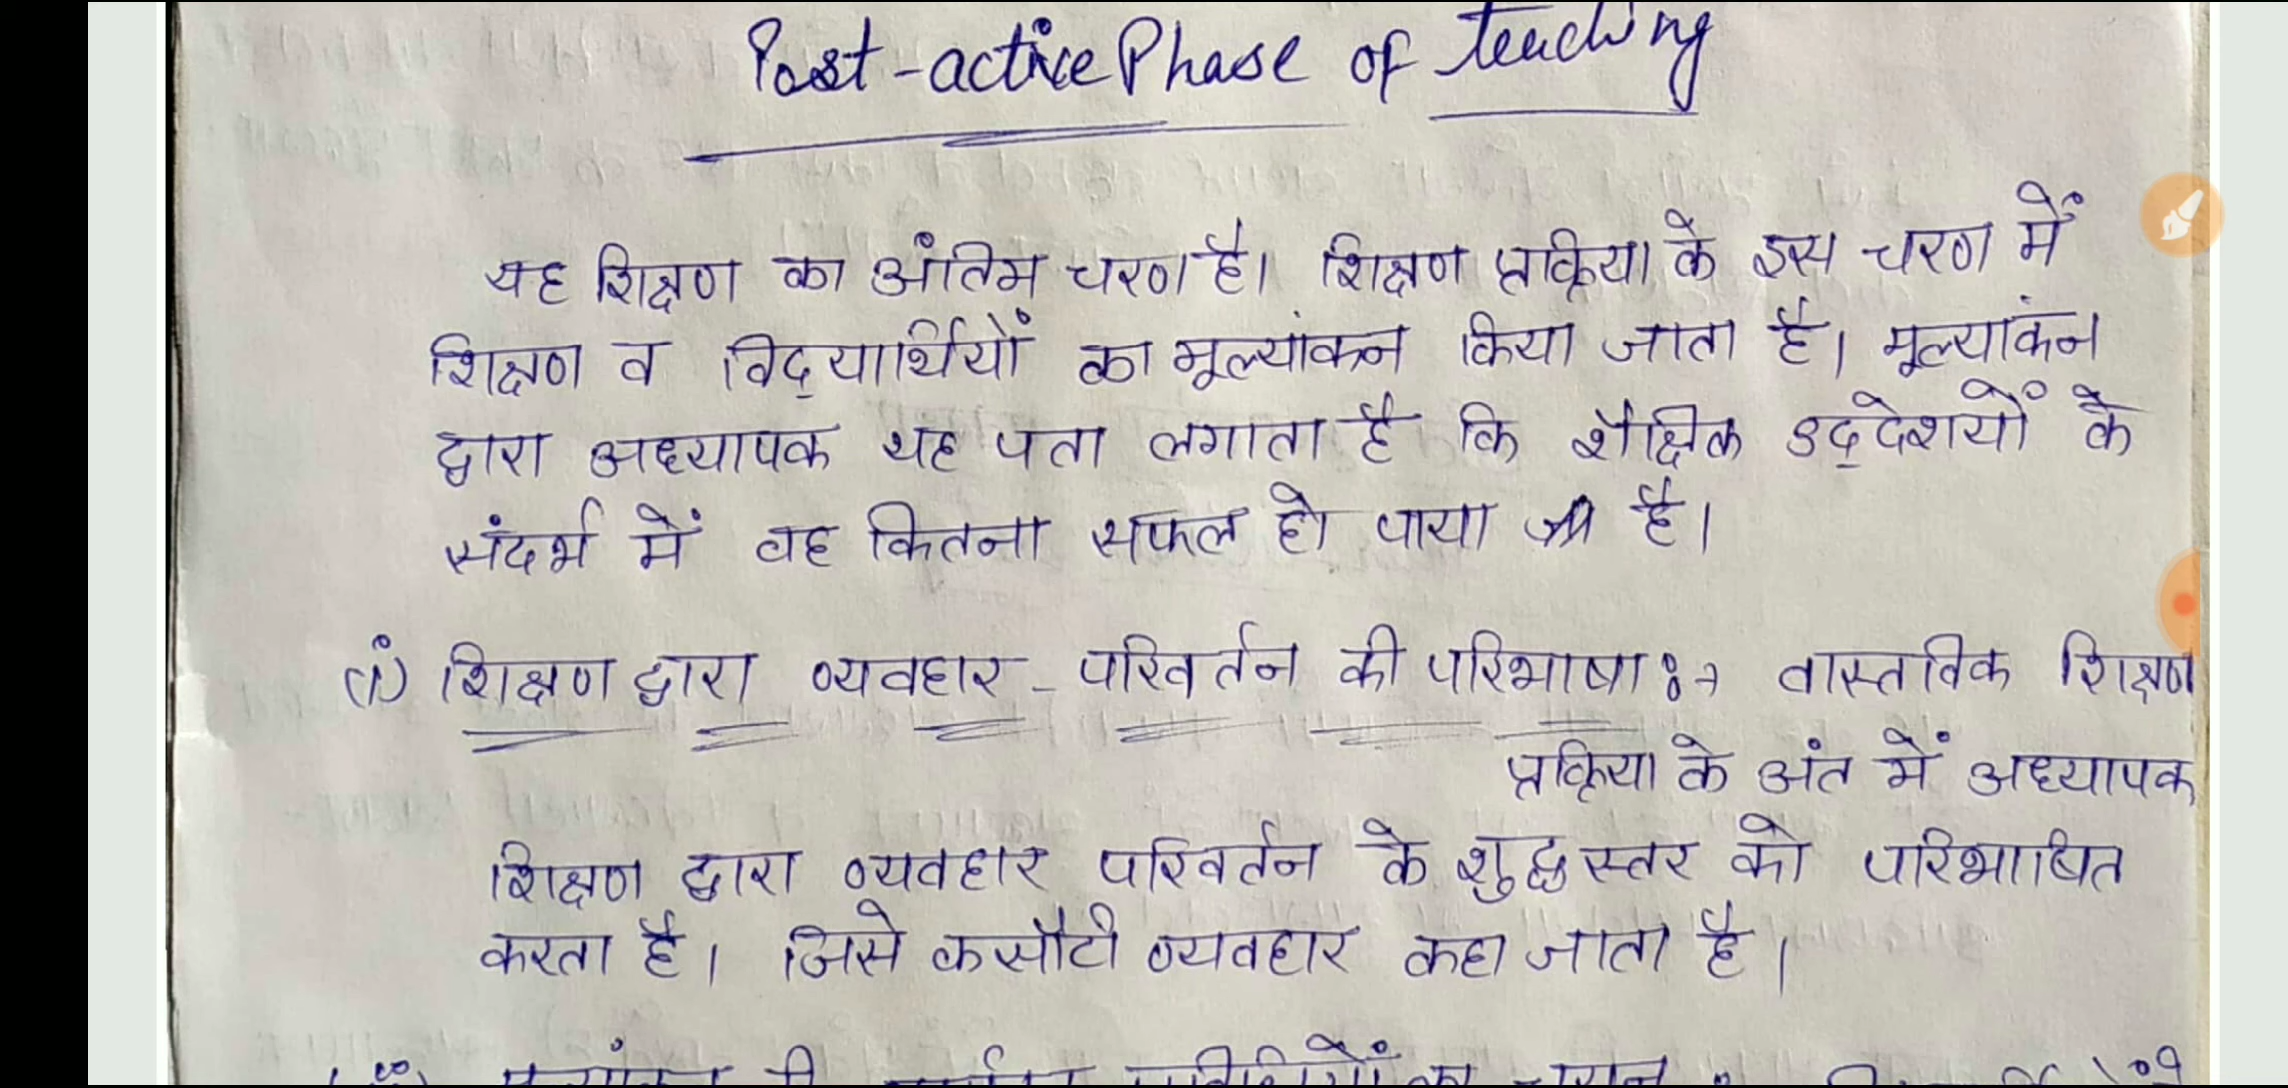 Post-active Phase of teaching
यह शिक्षण का अंतिम चरण है। शिक्षण प्रक्रिया के इस चरण में
शिक्षण व विद्यार्थियों का मूल्यांकन किया जाता है। मूल्यांकन
द्वारा अध्यापक यह पता लगाता है कि शैक्षिक उद्देशयों के
संदर्भ में वह कितना सफल हो पाया है।
(i) शिक्षण द्वारा व्यवहार - परिवर्तन की परिभाषा :→ वास्तविक शिक्षण
प्रक्रिया के अंत में अध्यापक
शिक्षण द्वारा व्यवहार परिवर्तन के शुद्ध स्तर को परिभाषित
करता है। जिसे कसौटी व्यवहार कहा जाता है।